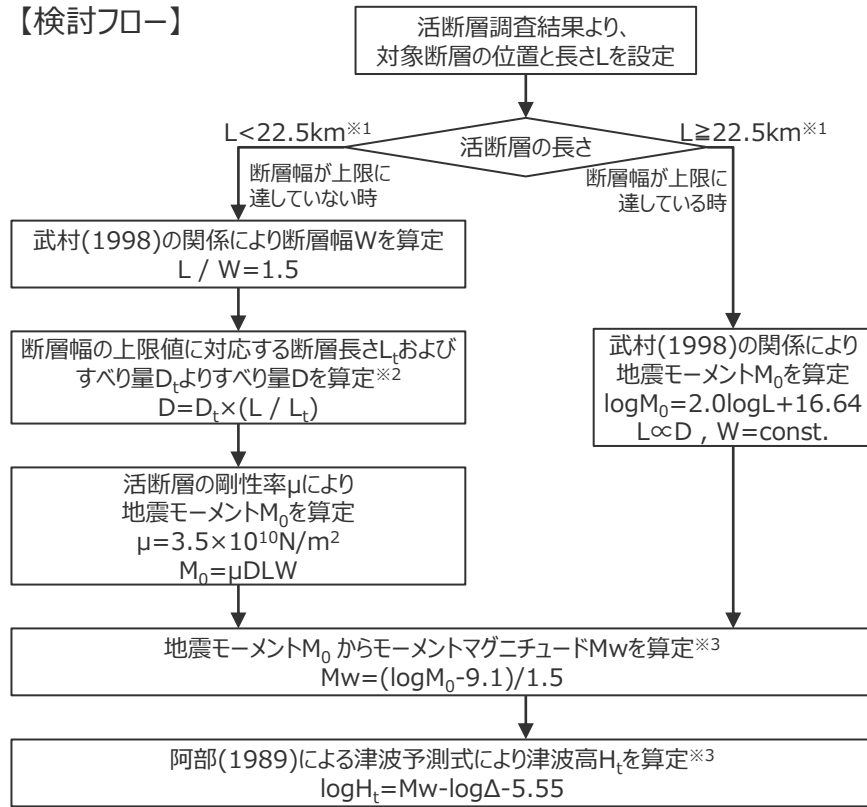 【検討フロー】
活断層調査結果より、
対象断層の位置と長さLを設定
活断層の長さ
L<22.5km※1
断層幅が上限に
達していない時
L≧22.5km※1
断層幅が上限に
達している時
武村(1998)の関係により断層幅Wを算定
L / W=1.5
断層幅の上限値に対応する断層長さLtおよび
すべり量Dtよりすべり量Dを算定※2
D=Dt×(L / Lt)
活断層の剛性率μにより
地震モーメントM0を算定
μ=3.5×10¹⁰N/m²
M0=μDLW
武村(1998)の関係により
地震モーメントM0を算定
logM0=2.0logL+16.64
L∝D , W=const.
地震モーメントM0 からモーメントマグニチュードMwを算定※3
Mw=(logM0-9.1)/1.5
阿部(1989)による津波予測式により津波高Htを算定※3
logHt=Mw-logΔ-5.55